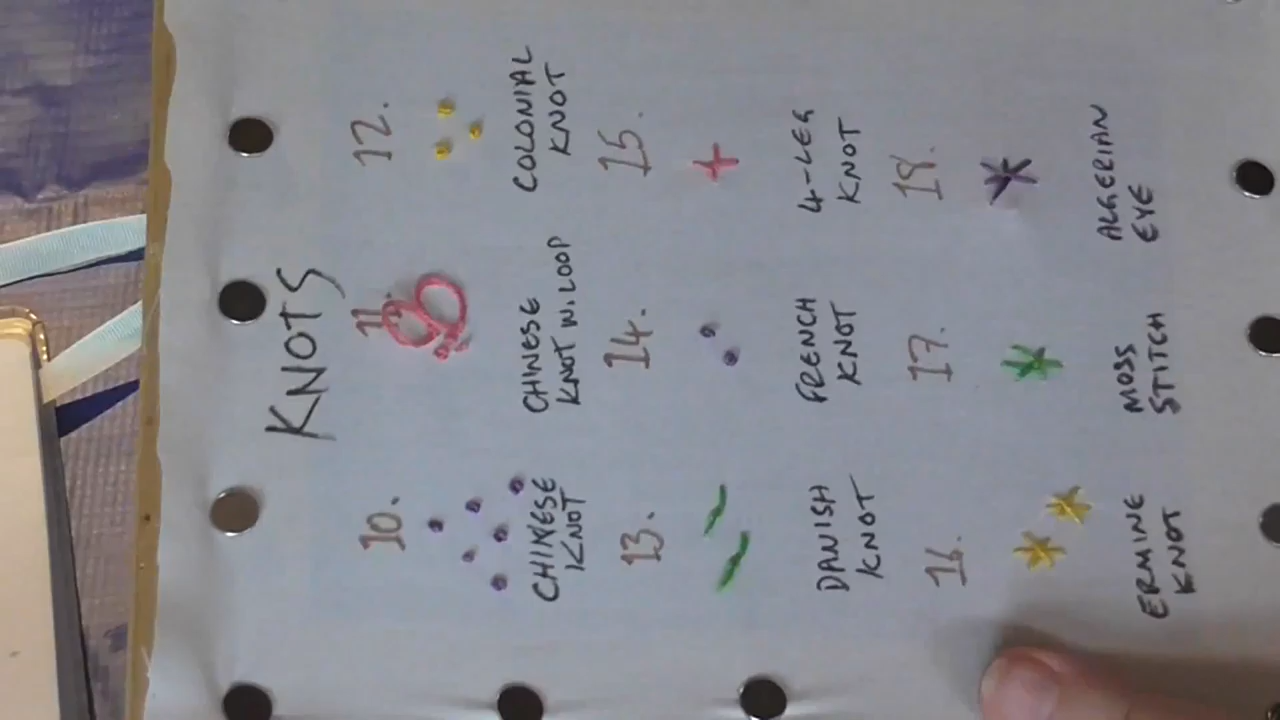 KNOTS
10. 11. 12.
CHINESE KNOT
CHINESE KNOT W. LOOP
COLONIAL KNOT
13. 14. 15.
DANISH KNOT
FRENCH KNOT
4-LEG KNOT
16. 17. 18.
ERMINE KNOT
MOSS STITCH
ALGERIAN EYE